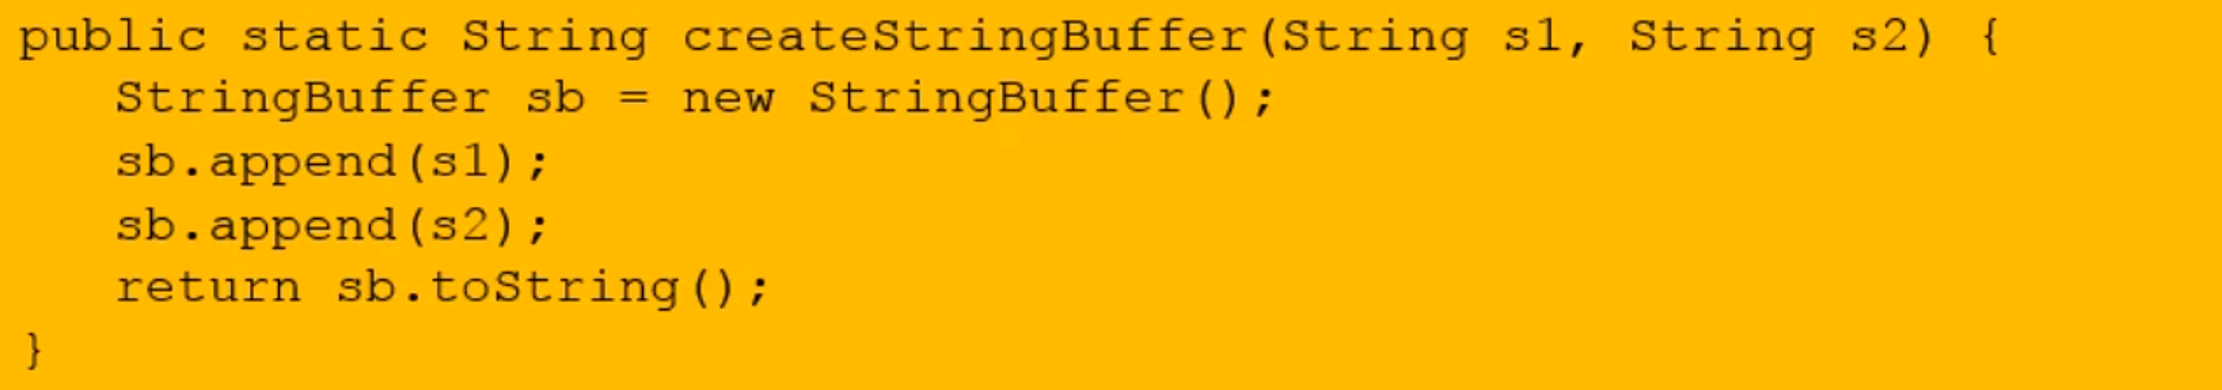 public static String createStringBuffer(String s1, String s2) {
   StringBuffer sb = new StringBuffer();
   sb.append(s1);
   sb.append(s2);
   return sb.toString();
}